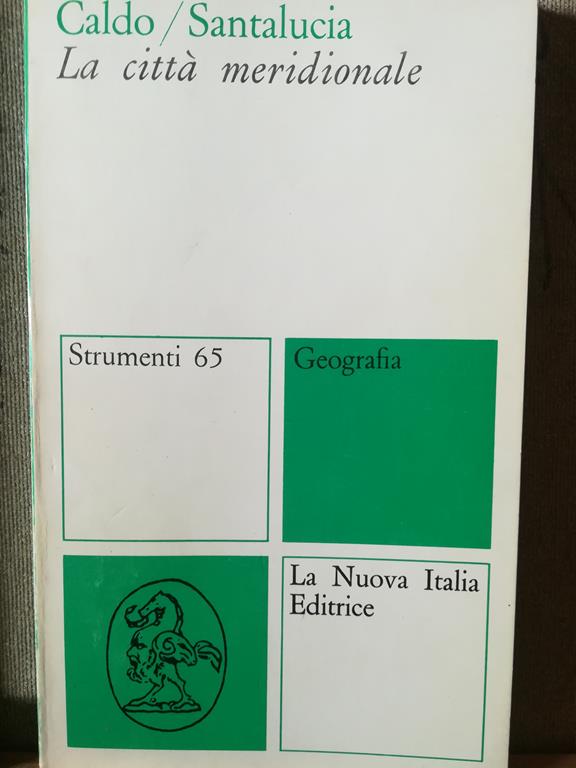 Caldo / Santalucia
La città meridionale
Strumenti 65
Geografia
La Nuova Italia
Editrice